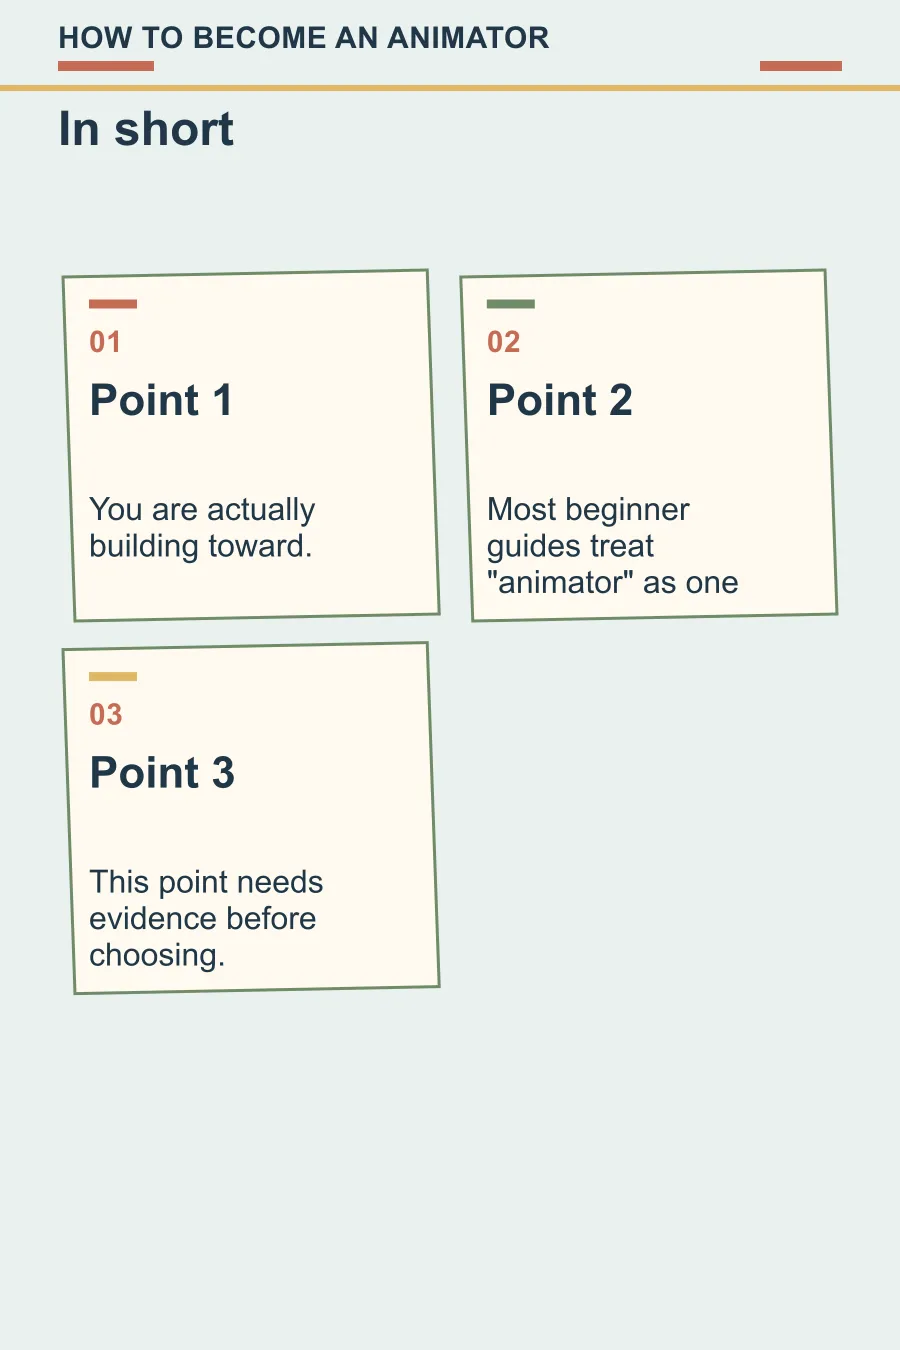 HOW TO BECOME AN ANIMATOR
In short
01
Point 1
You are actually
building toward.
02
Point 2
Most beginner
guides treat
"animator" as one
03
Point 3
This point needs
evidence before
choosing.